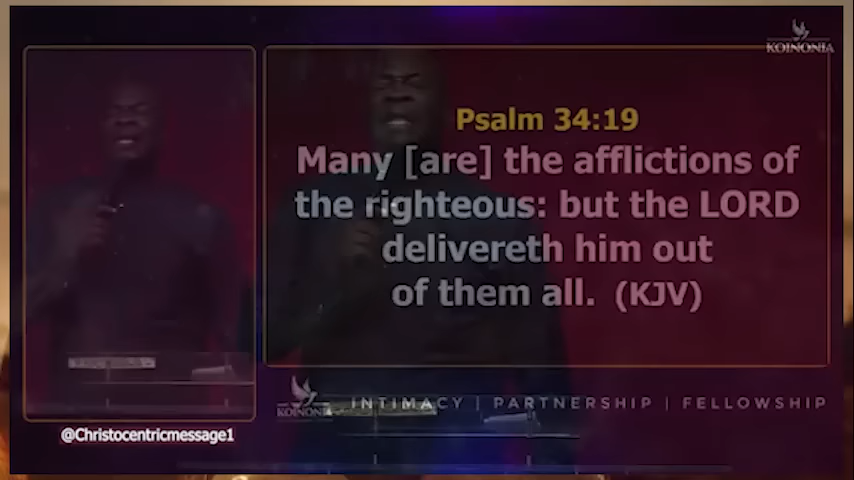 KOINONIA
Psalm 34:19
Many [are] the afflictions of
the righteous: but the LORD
delivereth him out
of them all. (KJV)
KOINONIA
INTIMACY | PARTNERSHIP | FELLOWSHIP
@Christocentricmessage1